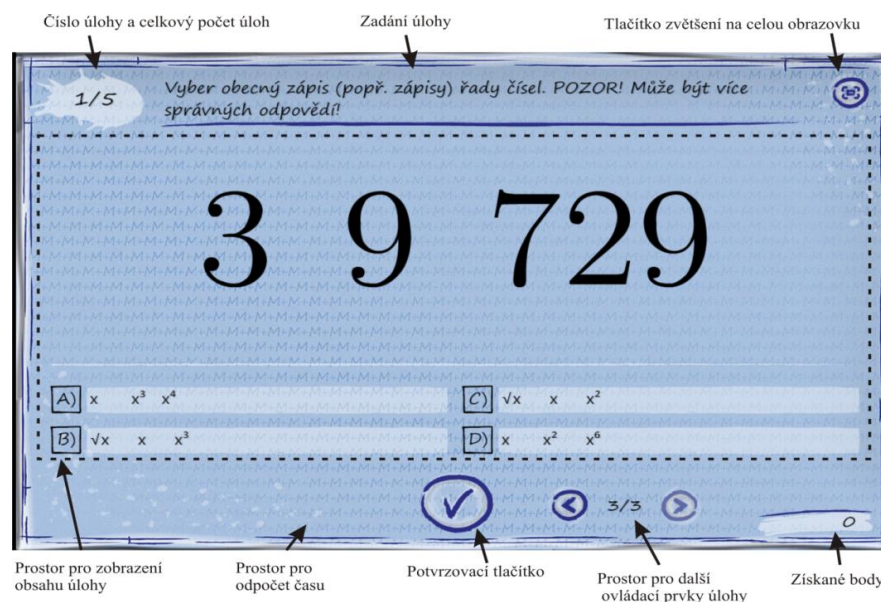 Číslo úlohy a celkový počet úloh
Zadání úlohy
Tlačítko zvětšení na celou obrazovku
1/5
Vyber obecný zápis (popř. zápisy) řady čísel. POZOR! Může být více
správných odpovědí!
3 9 729
A) x x³ x⁴
C) √x x x²
B) √x x x³
D) x x² x⁶
3/3
0
Prostor pro zobrazení
obsahu úlohy
Prostor pro
odpočet času
Potvrzovací tlačítko
Prostor pro další
ovládací prvky úlohy
Získané body